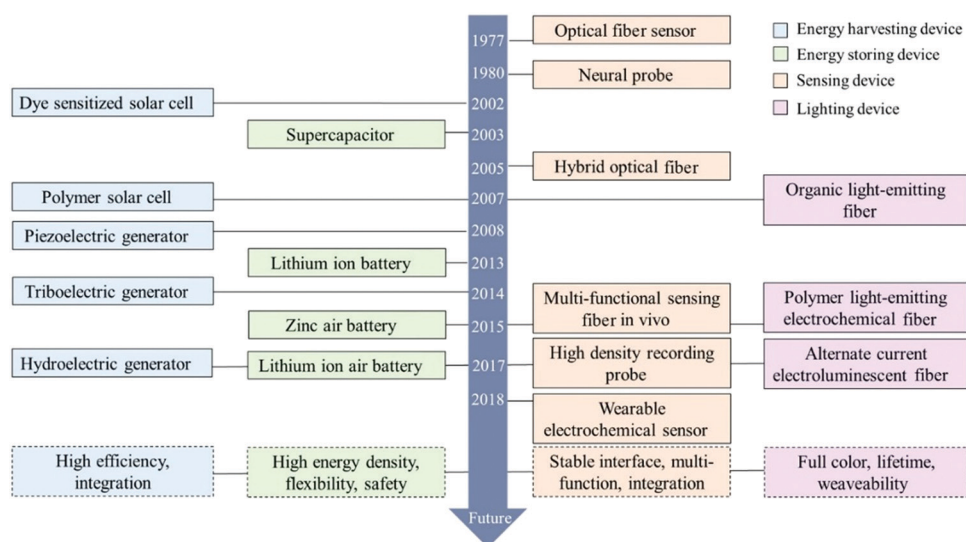 1977
Optical fiber sensor
Energy harvesting device
Energy storing device
Sensing device
Lighting device
1980
Neural probe
Dye sensitized solar cell
2002
Supercapacitor
2003
2005
Hybrid optical fiber
Polymer solar cell
2007
Organic light-emitting
fiber
Piezoelectric generator
2008
Lithium ion battery
2013
Triboelectric generator
2014
Zinc air battery
2015
Multi-functional sensing
fiber in vivo
Polymer light-emitting
electrochemical fiber
Hydroelectric generator
Lithium ion air battery
2017
High density recording
probe
Alternate current
electroluminescent fiber
2018
Wearable
electrochemical sensor
High efficiency,
integration
High energy density,
flexibility, safety
Stable interface, multi-
function, integration
Full color, lifetime,
weaveability
Future